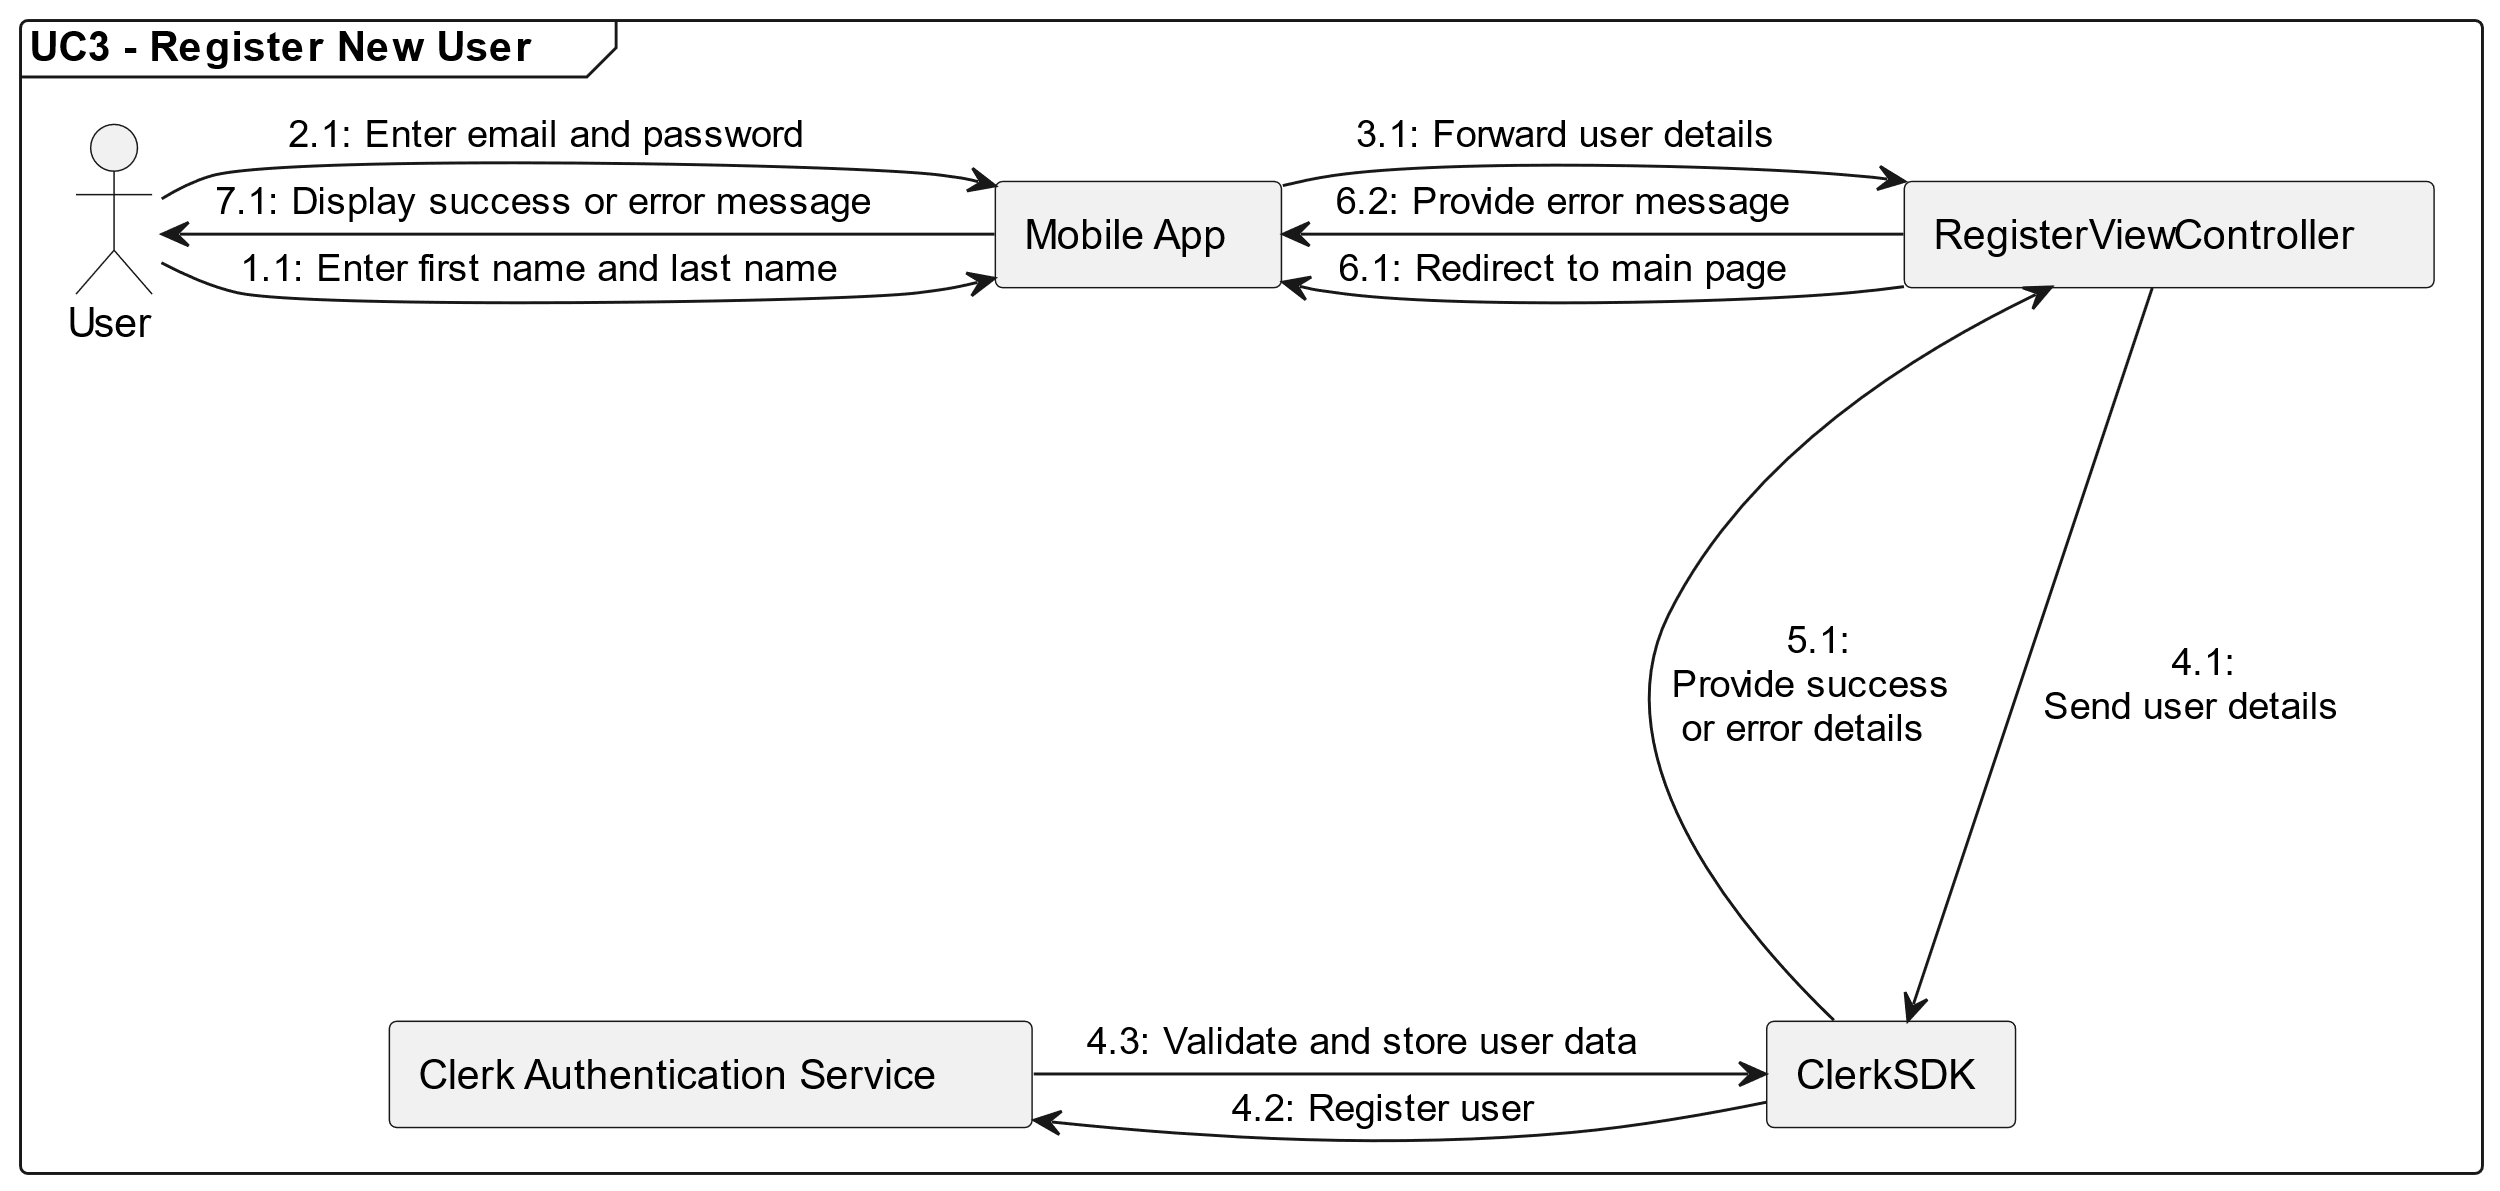 UC3 - Register New User
2.1: Enter email and password
3.1: Forward user details
7.1: Display success or error message
6.2: Provide error message
Mobile App
RegisterViewController
1.1: Enter first name and last name
6.1: Redirect to main page
User
5.1:
Provide success
or error details
4.1:
Send user details
4.3: Validate and store user data
Clerk Authentication Service
ClerkSDK
4.2: Register user